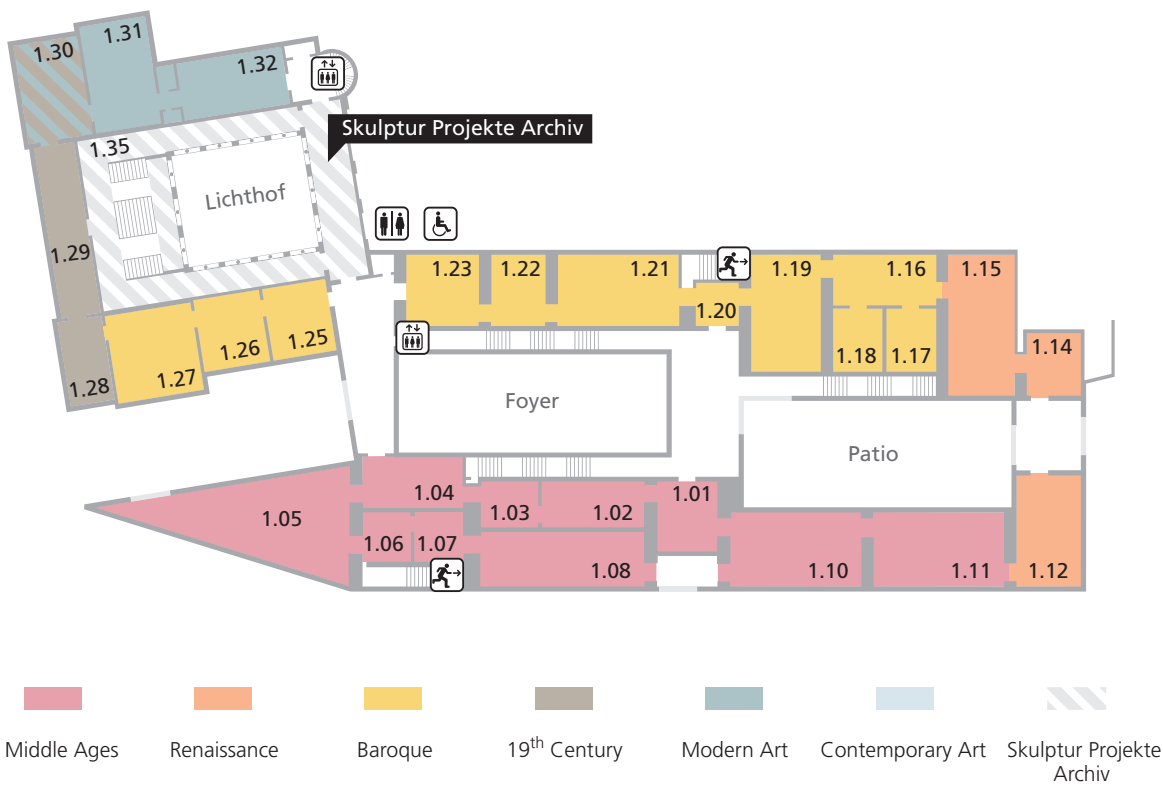 1.30
1.31
1.32
Skulptur Projekte Archiv
1.35
Lichthof
1.29
1.23
1.22
1.21
1.19
1.16
1.15
1.20
1.25
1.26
1.27
1.28
1.18
1.17
1.14
Foyer
Patio
1.04
1.01
1.05
1.03
1.02
1.06
1.07
1.08
1.10
1.11
1.12
Middle Ages
Renaissance
Baroque
19th Century
Modern Art
Contemporary Art
Skulptur Projekte
Archiv